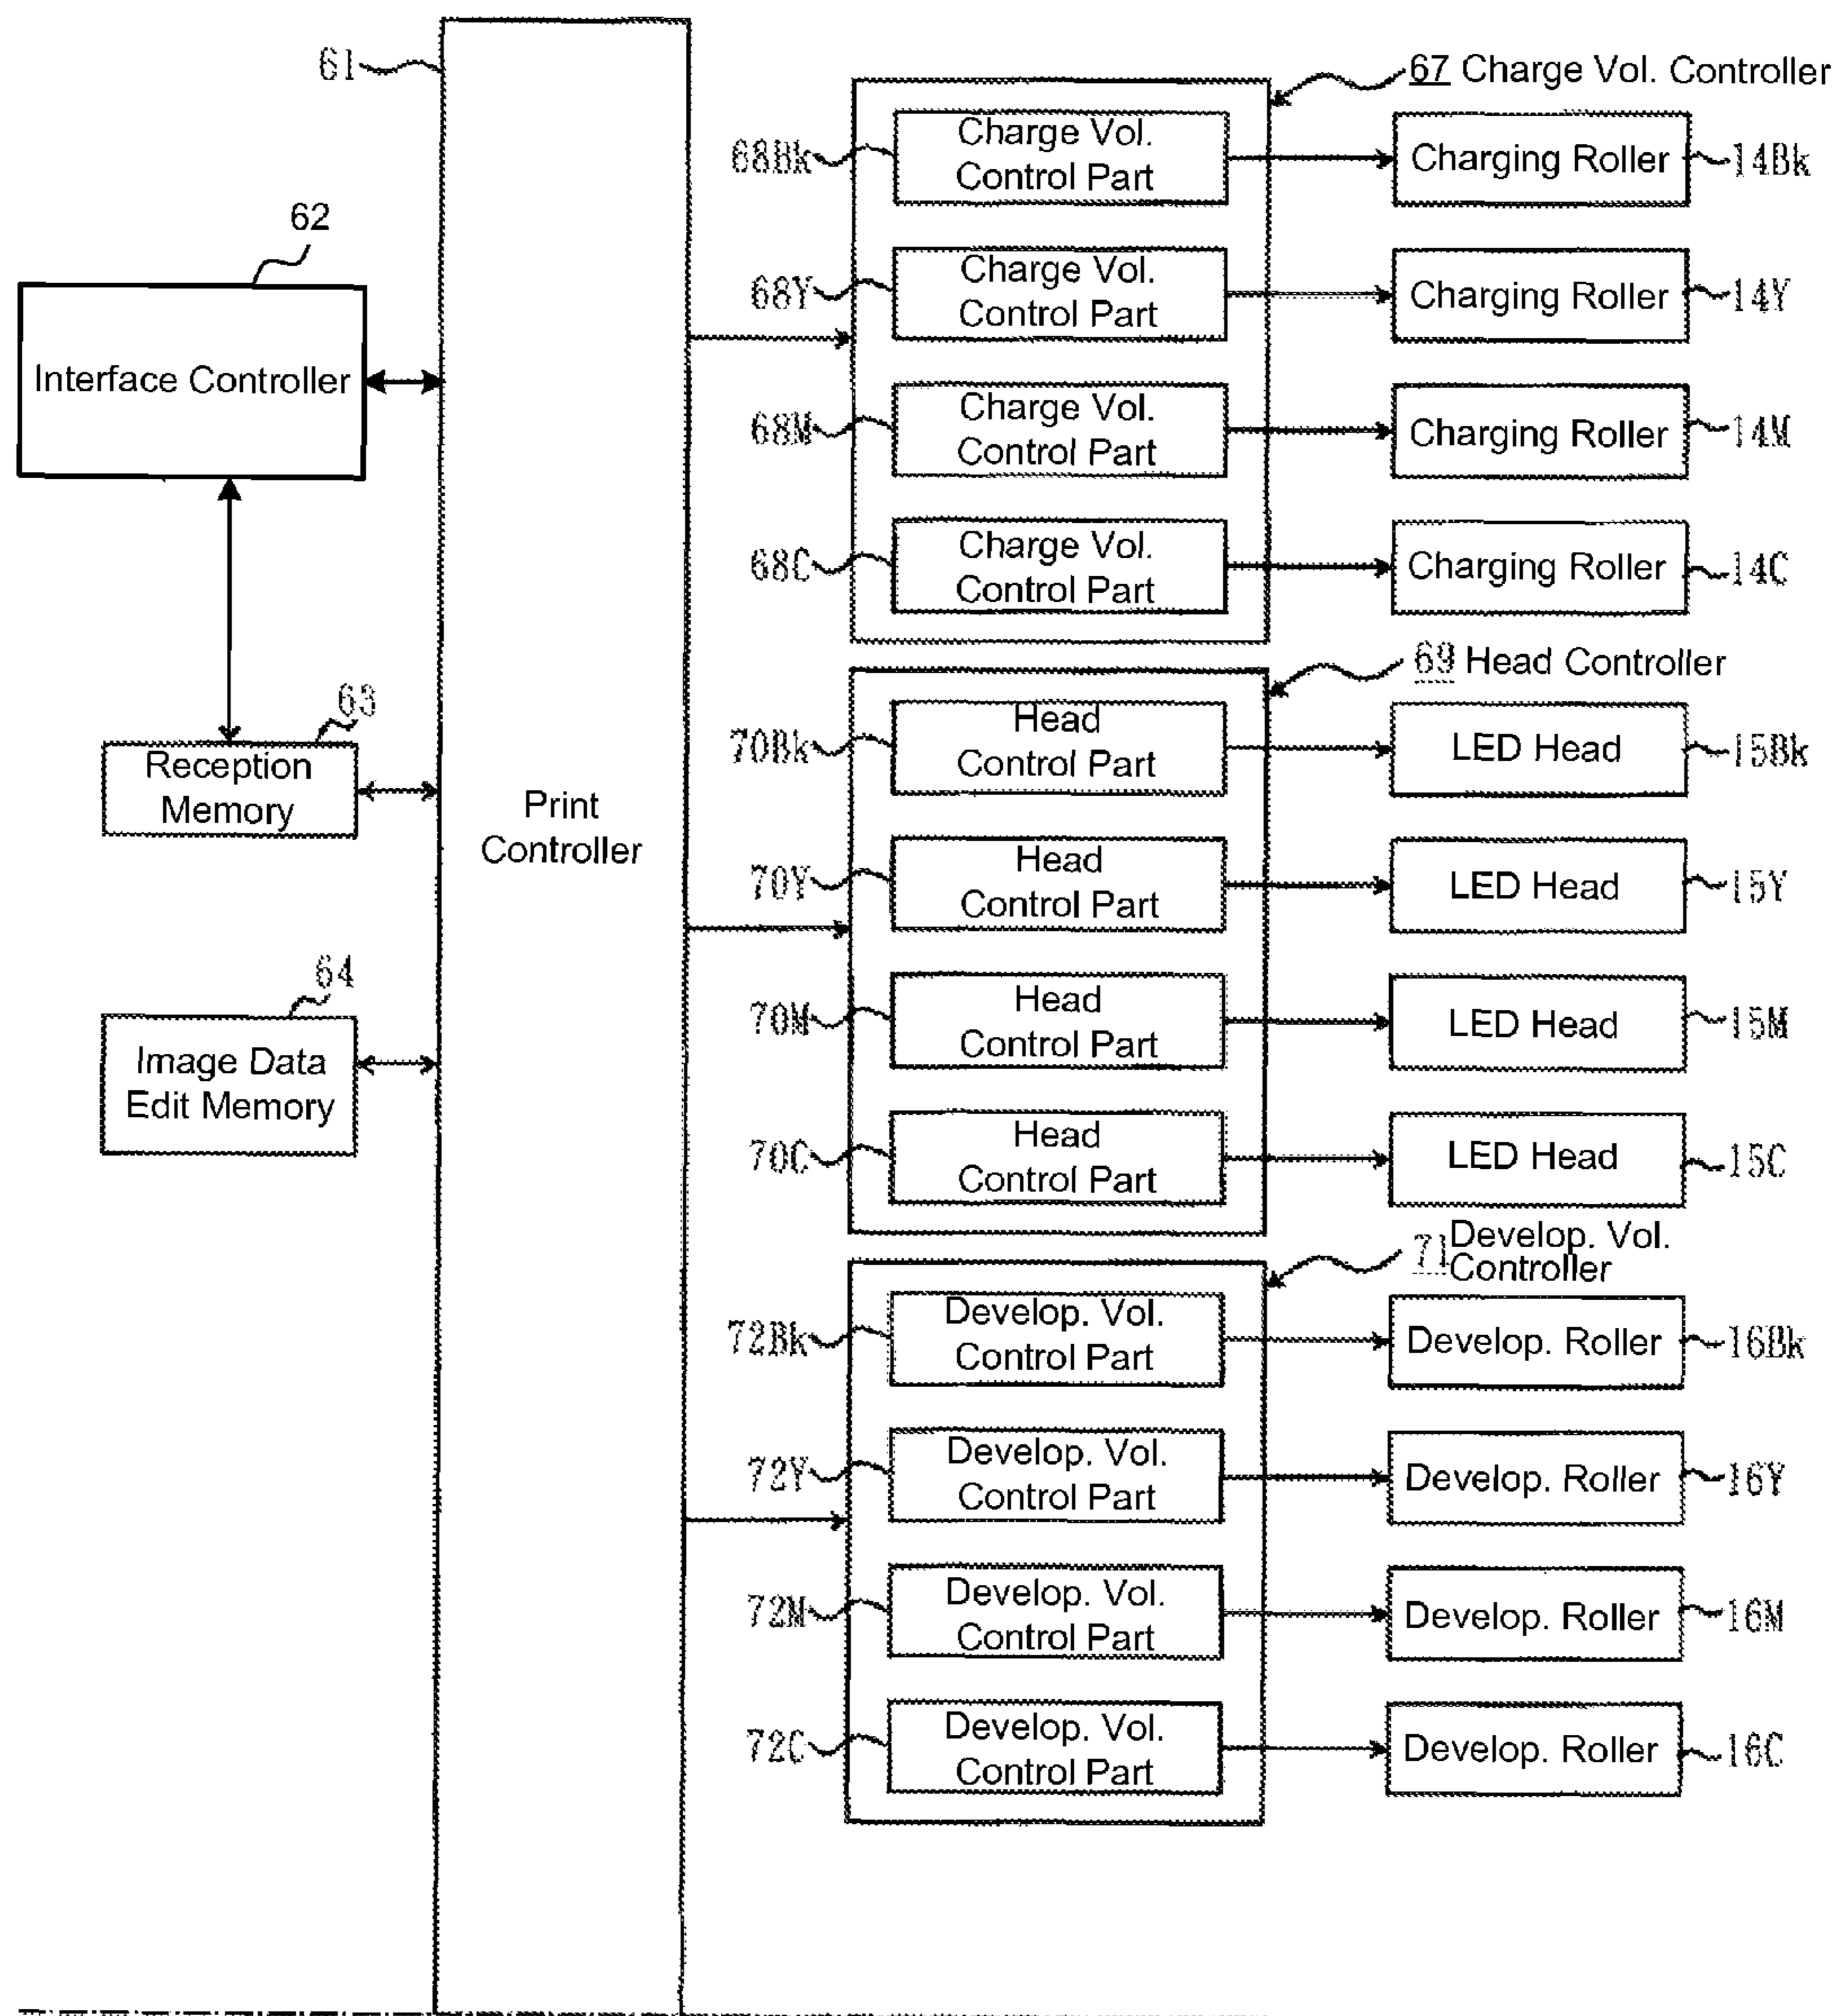 61
62
Interface Controller
63
Reception
Memory
64
Image Data
Edit Memory
Print
Controller
67 Charge Vol. Controller
68Bk
Charge Vol.
Control Part
Charging Roller
14Bk
68Y
Charge Vol.
Control Part
Charging Roller
14Y
68M
Charge Vol.
Control Part
Charging Roller
14M
68C
Charge Vol.
Control Part
Charging Roller
14C
69 Head Controller
70Bk
Head
Control Part
LED Head
15Bk
70Y
Head
Control Part
LED Head
15Y
70M
Head
Control Part
LED Head
15M
70C
Head
Control Part
LED Head
15C
71 Develop. Vol.
Controller
72Bk
Develop. Vol.
Control Part
Develop. Roller
16Bk
72Y
Develop. Vol.
Control Part
Develop. Roller
16Y
72M
Develop. Vol.
Control Part
Develop. Roller
16M
72C
Develop. Vol.
Control Part
Develop. Roller
16C